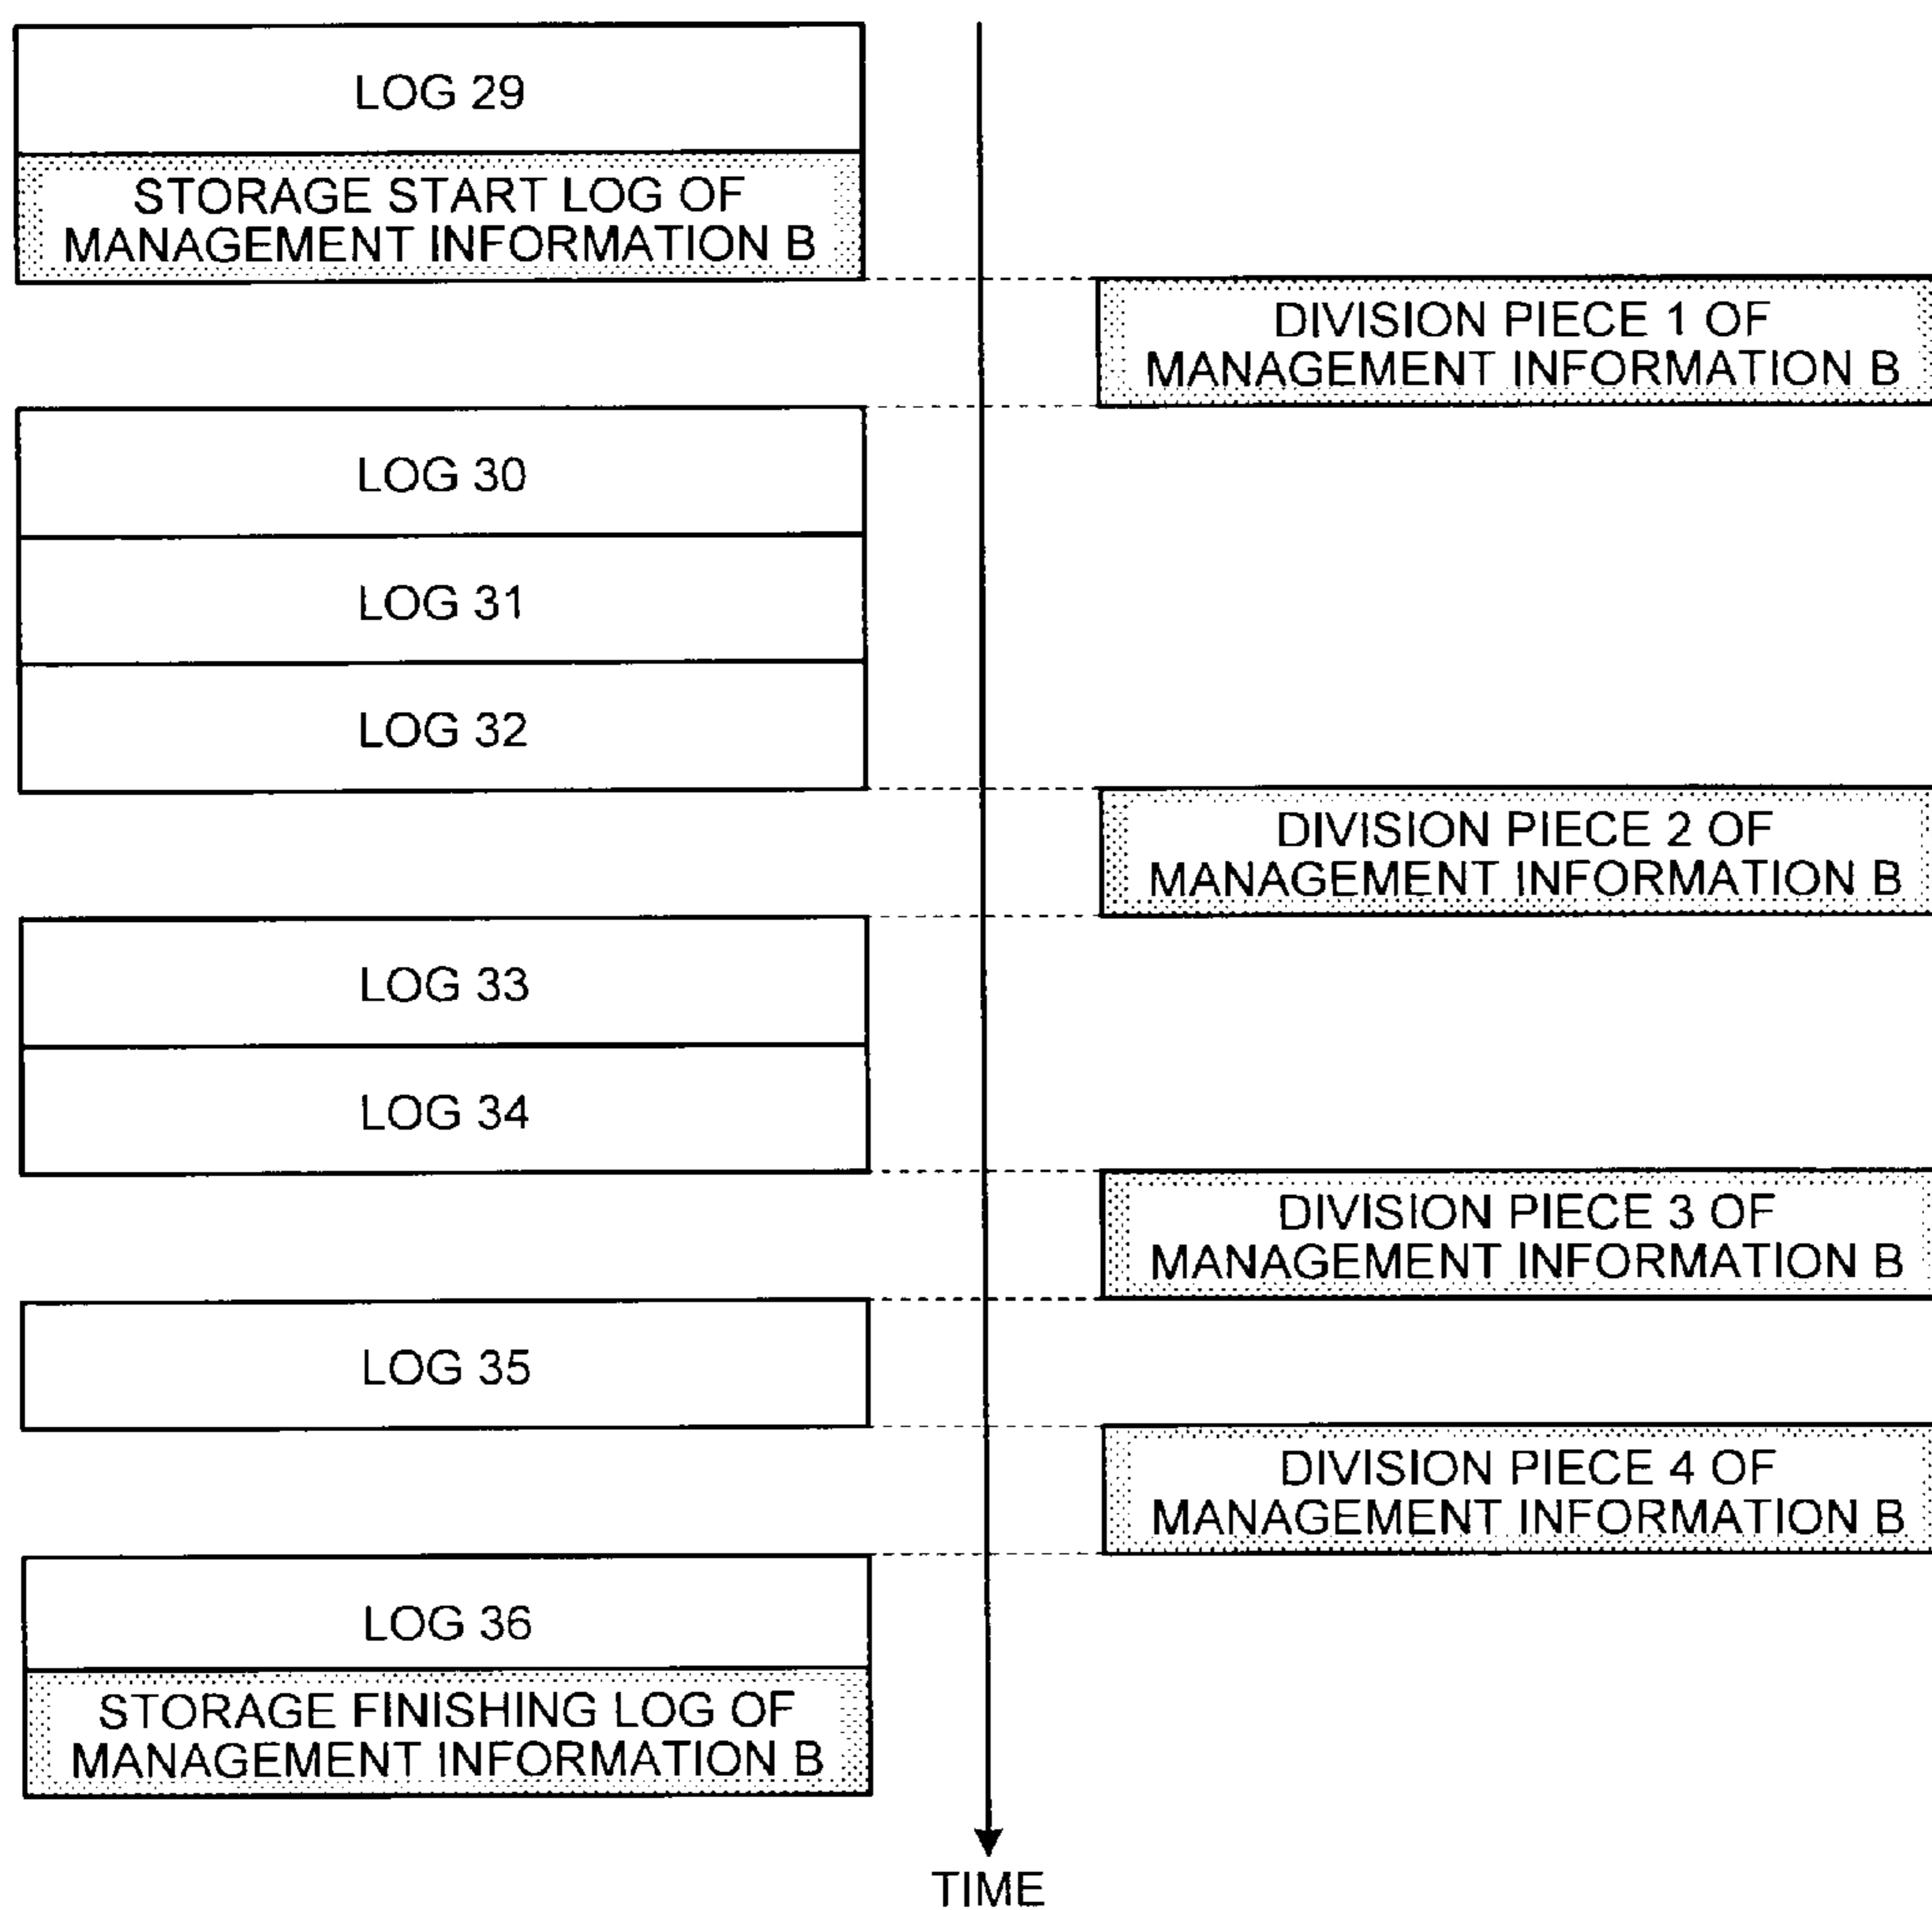 LOG 29
STORAGE START LOG OF
MANAGEMENT INFORMATION B
DIVISION PIECE 1 OF
MANAGEMENT INFORMATION B
LOG 30
LOG 31
LOG 32
DIVISION PIECE 2 OF
MANAGEMENT INFORMATION B
LOG 33
LOG 34
DIVISION PIECE 3 OF
MANAGEMENT INFORMATION B
LOG 35
DIVISION PIECE 4 OF
MANAGEMENT INFORMATION B
LOG 36
STORAGE FINISHING LOG OF
MANAGEMENT INFORMATION B
TIME